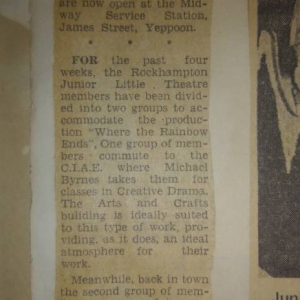 are now open at the Mid-
way Service Station,
James Street, Yeppoon.
* * *
FOR the past four
weeks, the Rockhampton
Junior Little Theatre
members have been divid-
ed into two groups to ac-
commodate the produc-
tion "Where the Rainbow
Ends", One group of mem-
bers commute to the
C.I.A.E. where Michael
Byrnes takes them for
classes in Creative Drama.
The Arts and Crafts
building is ideally suited
to this type of work, pro-
viding, as it does, an ideal
atmosphere for their
work.
Meanwhile, back in town
the second group of mem-